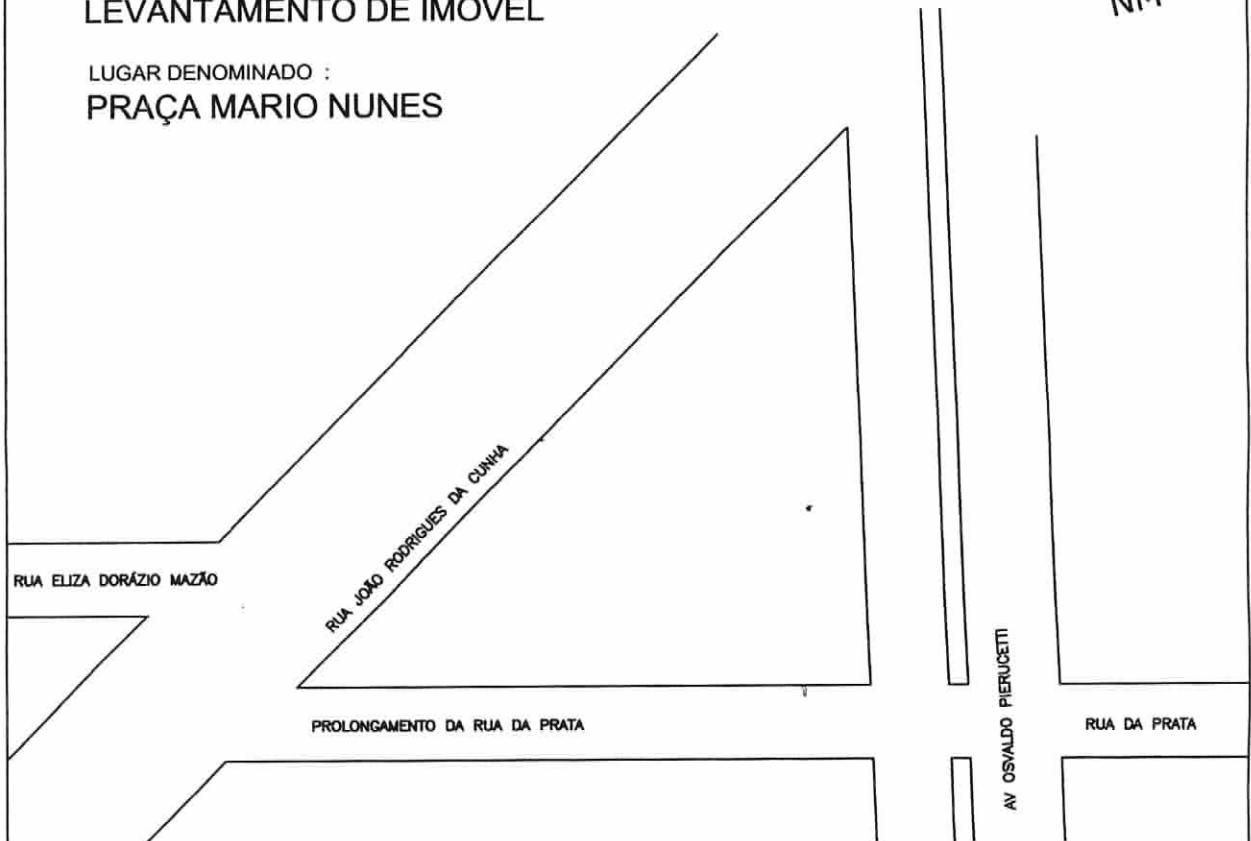 LEVANTAMENTO DE IMÓVEL
NM
LUGAR DENOMINADO :
PRAÇA MARIO NUNES
RUA JOÃO RODRIGUES DA CUNHA
RUA ELIZA DORÁZIO MAZÃO
PROLONGAMENTO DA RUA DA PRATA
AV OSVALDO PIERUCETTI
RUA DA PRATA